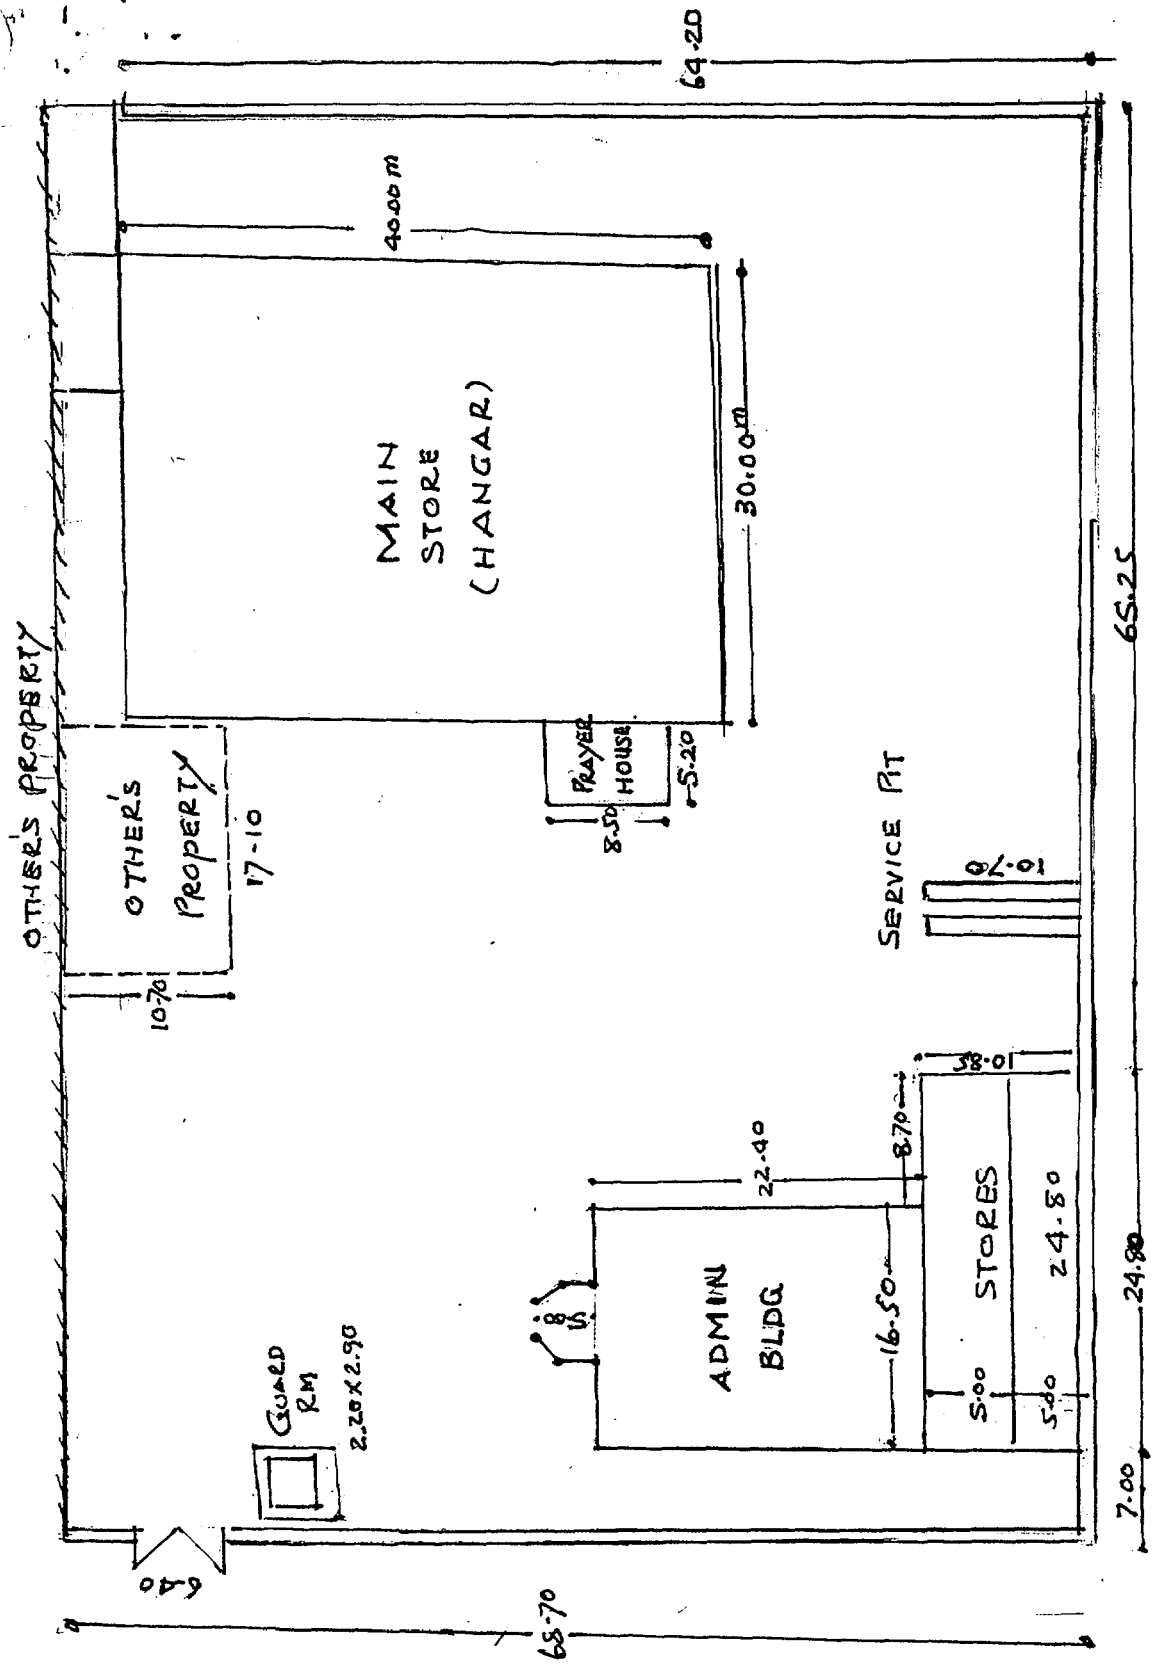 OTHER'S PROPERTY
OTHER'S
PROPERTY
17-10
10-70
64-20
40.00m
MAIN
STORE
(HANGAR)
30.00m
PRAYER
HOUSE
5.20
8.50
SERVICE PIT
10.70
65.25
GUARD
RM
2.20x2.90
6.40
ADMIN
BLDG
22.40
16.50
8.70
10.85
STORES
5.00
5.00
24.80
24.80
7.00
68-70